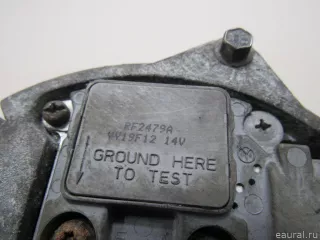 RF2479A
VV19F12 14V
GROUND HERE
TO TEST
eaural.ru